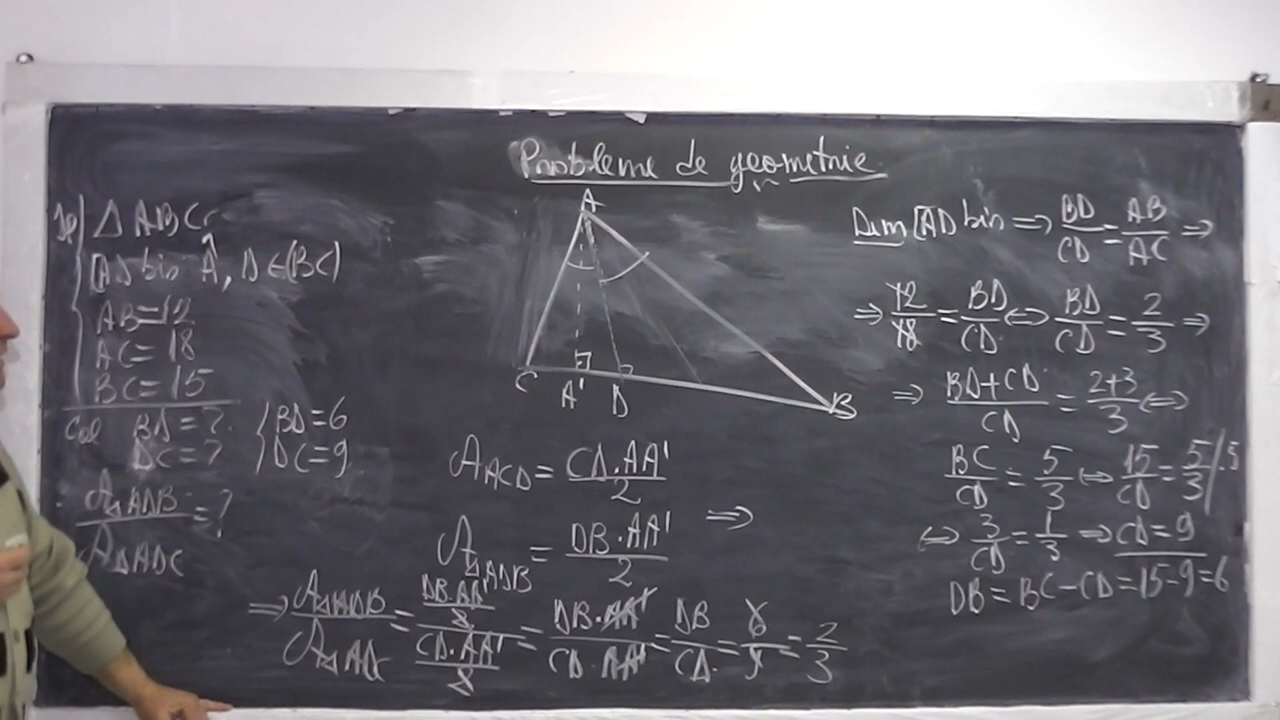 Probleme de geometrie
Ip △ABC
[AD bis Â, D∈(BC)
AB=12
AC=18
BC=15
Cal BD=?
DC=?
BD=6
DC=9
A△ADB/A△ADC=?
A
C
A'
D
B
A ACD = CD·AA'/2
A△ADB = DB·AA'/2 ⇒
⇒ A△ADB/A△ADC = (DB·AA'/2)/(CD·AA'/2) = DB·AA'/CD·AA' = DB/CD = 6/9 = 2/3
Dem [AD bis ⇒ BD/CD = AB/AC ⇒
⇒ 12/18 = BD/CD ⇔ BD/CD = 2/3 ⇒
⇒ BD+CD/CD = 2+3/3 ⇔
BC/CD = 5/3 ⇔ 15/CD = 5/3 /:5
⇔ 3/CD = 1/3 ⇒ CD=9
DB=BC-CD=15-9=6